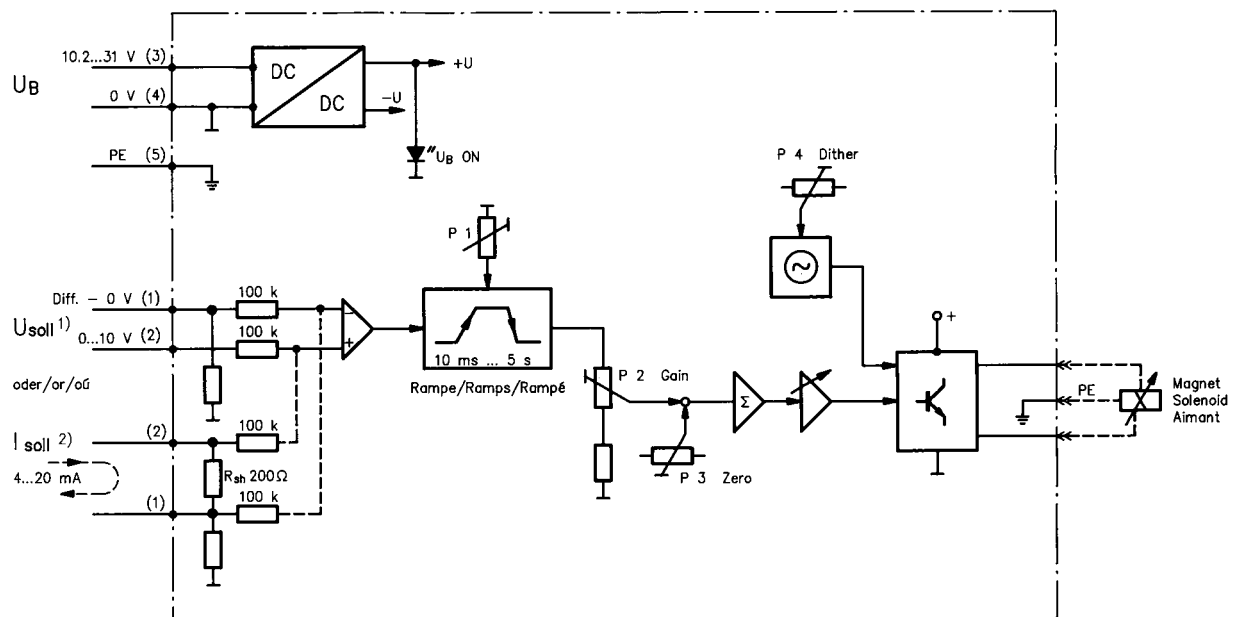 10.2...31 V (3)
U_B
0 V (4)
PE (5)
DC
DC
+U
-U
"U_B ON
P 4 Dither
P 1
Diff. - 0 V (1)
100 k
U_soll 1)
0...10 V (2)
100 k
-
+
10 ms ... 5 s
Rampe/Ramps/Rampé
oder/or/oü
P 2 Gain
Σ
+
PE
Magnet
Solenoid
Aimant
(2)
100 k
I_soll 2)
4...20 mA
R_sh 200Ω
P 3 Zero
(1)
100 k